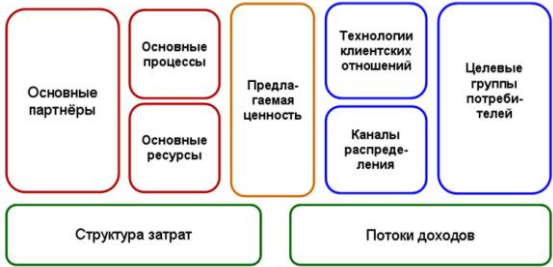 Основные
партнёры
Основные
процессы
Основные
ресурсы
Предла-
гаемая
ценность
Технологии
клиентских
отношений
Каналы
распреде-
ления
Целевые
группы
потреби-
телей
Структура затрат
Потоки доходов